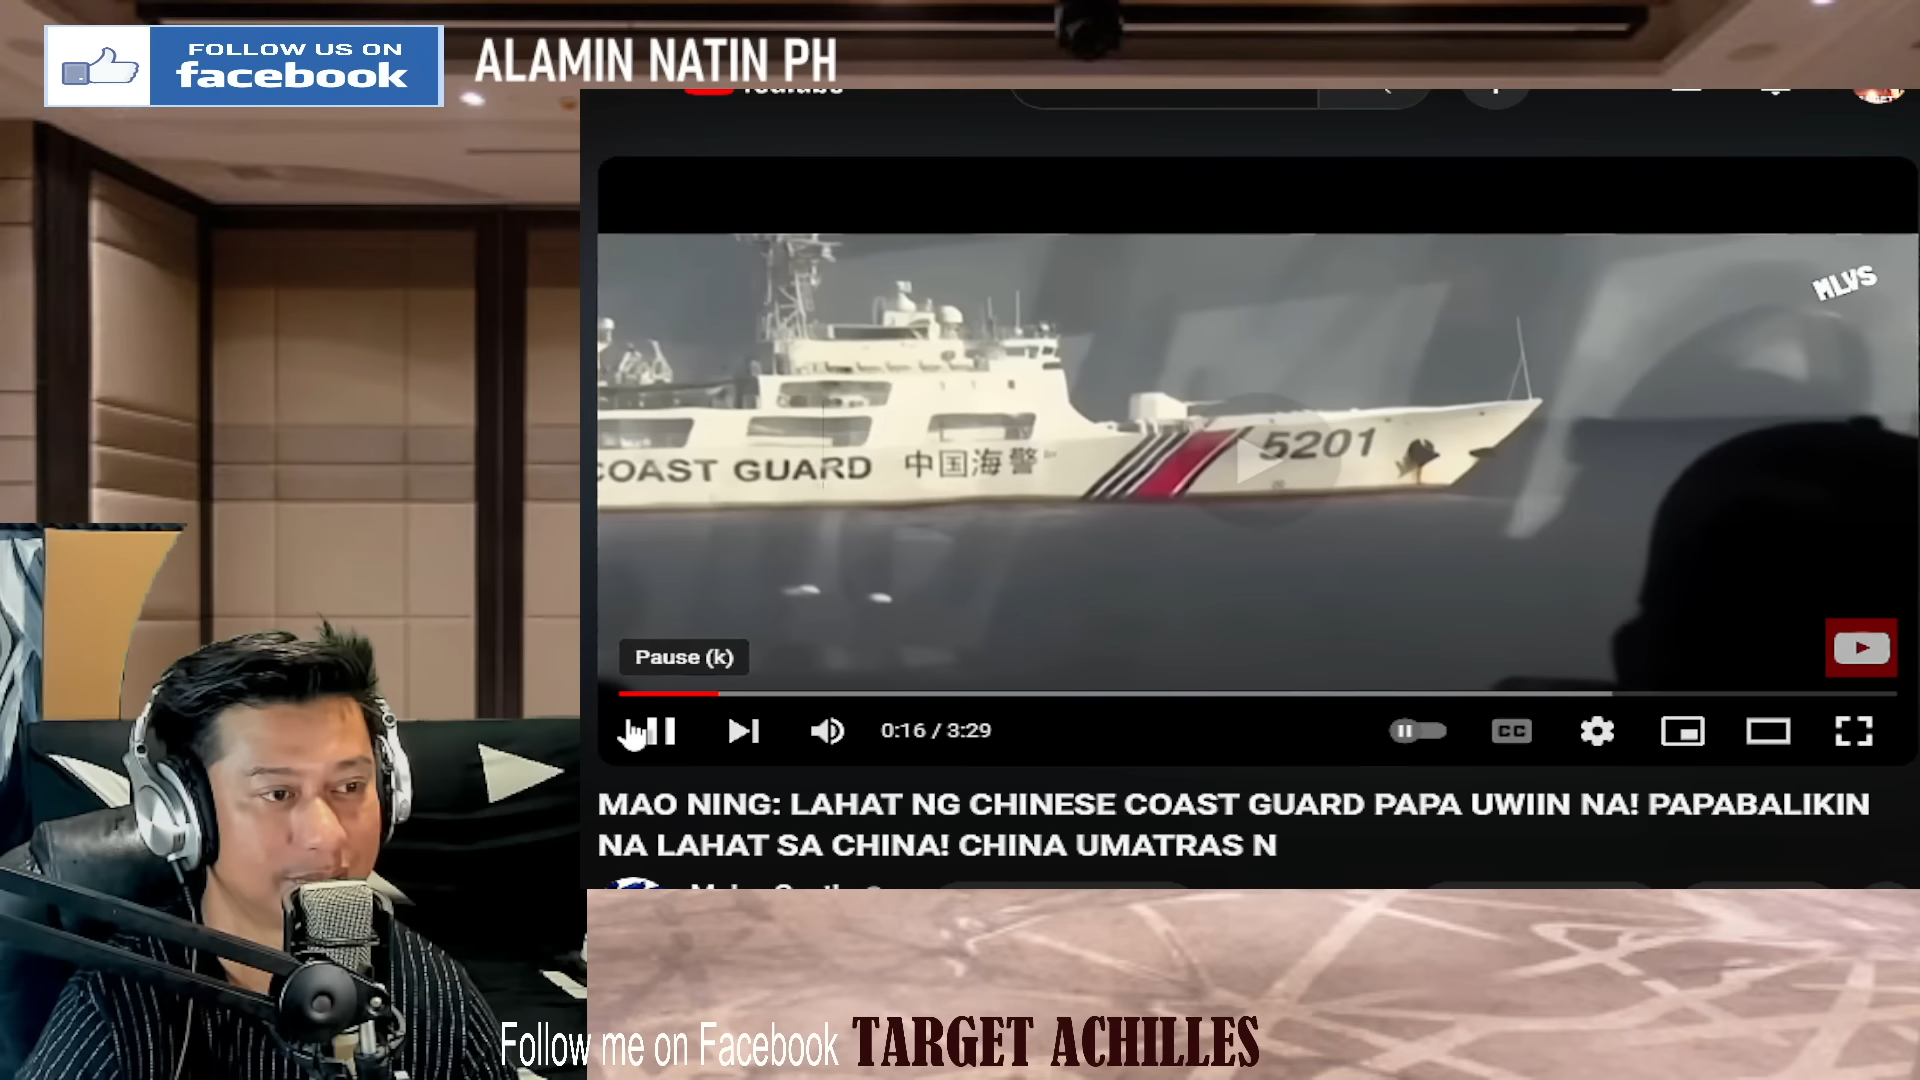 FOLLOW US ON
facebook
ALAMIN NATIN PH
YouTube
MLVS
COAST GUARD 中国海警 5201
Pause (k)
0:16 / 3:29
CC
MAO NING: LAHAT NG CHINESE COAST GUARD PAPA UWIIN NA! PAPABALIKIN
NA LAHAT SA CHINA! CHINA UMATRAS N
Follow me on Facebook TARGET ACHILLES